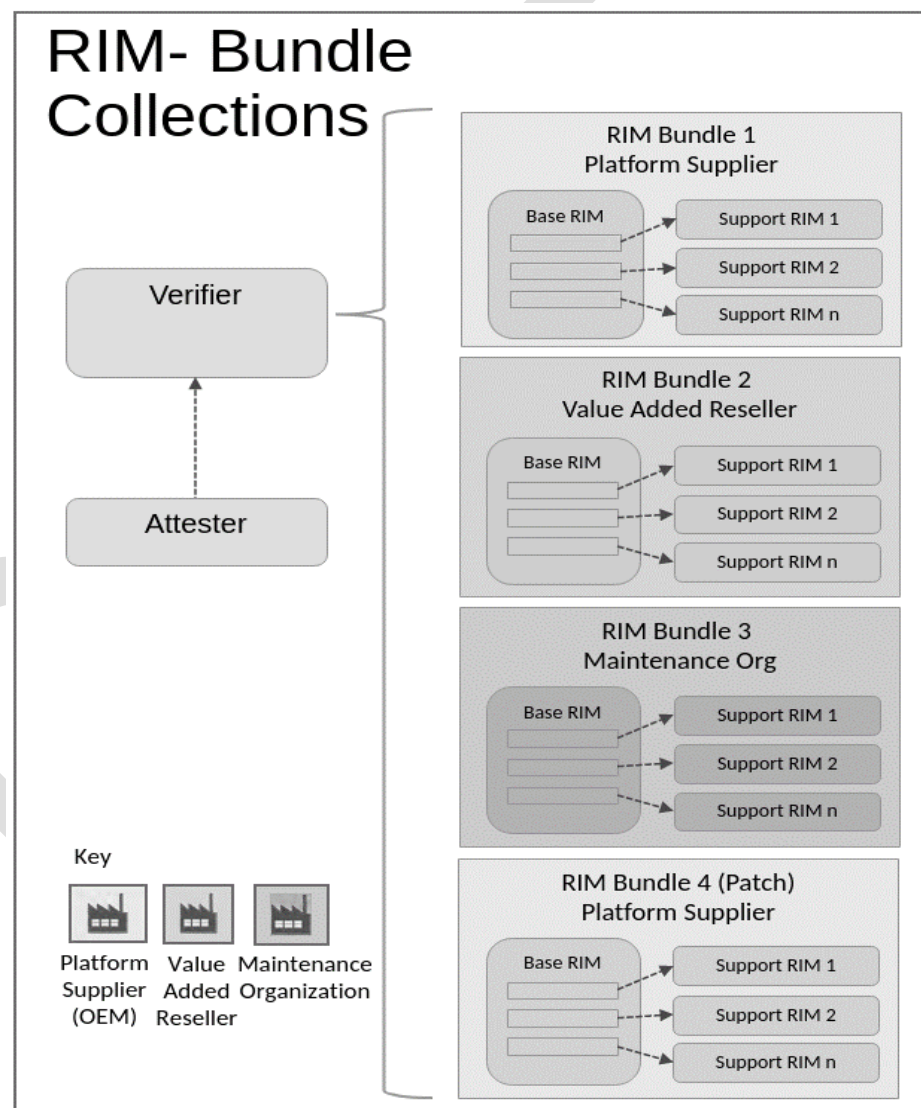 RIM- Bundle
Collections
Verifier
Attester
RIM Bundle 1
Platform Supplier
Base RIM
Support RIM 1
Support RIM 2
Support RIM n
RIM Bundle 2
Value Added Reseller
Base RIM
Support RIM 1
Support RIM 2
Support RIM n
RIM Bundle 3
Maintenance Org
Base RIM
Support RIM 1
Support RIM 2
Support RIM n
RIM Bundle 4 (Patch)
Platform Supplier
Base RIM
Support RIM 1
Support RIM 2
Support RIM n
Key
Platform
Supplier
(OEM)
Value
Added
Reseller
Maintenance
Organization